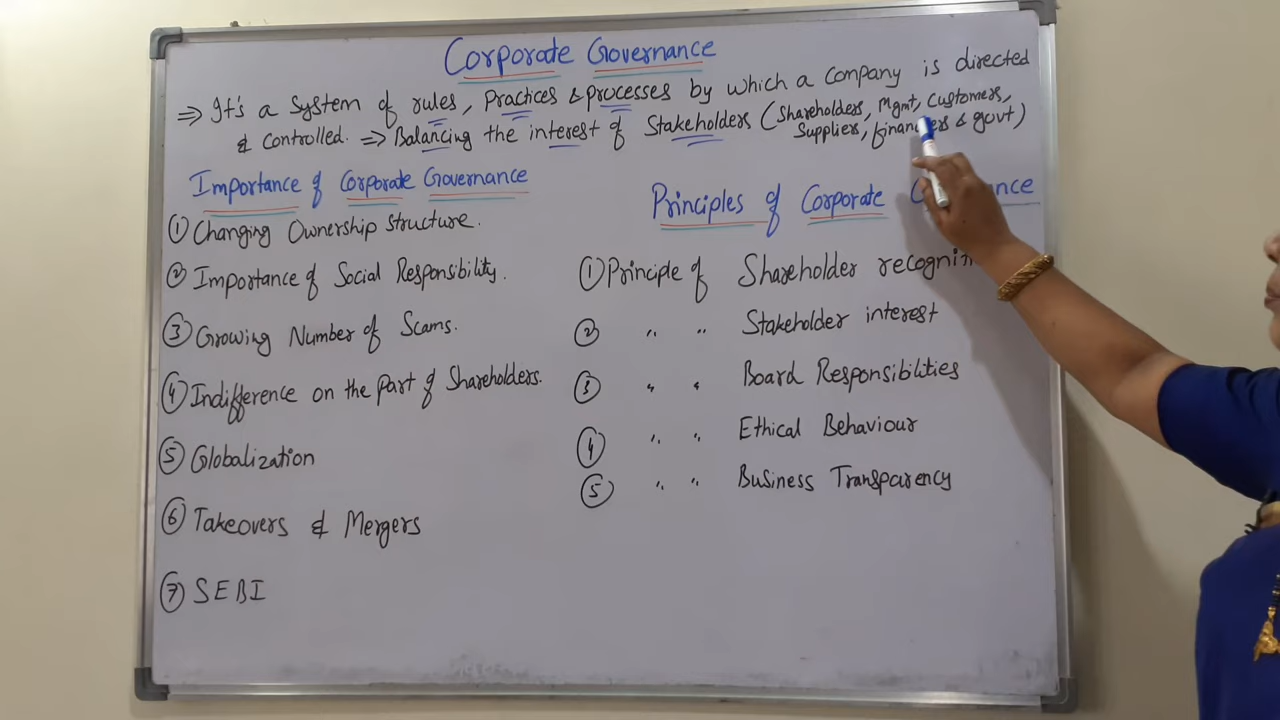 Corporate Governance
⇒ It's a System of rules, Practices & processes by which a Company is directed
& Controlled. ⇒ Balancing the interest of Stakeholders (Shareholders, Mgmt, Customers,
Suppliers, & govt)
Importance of Corporate Governance
① Changing Ownership Structure.
② Importance of Social Responsibility.
③ Growing Number of Scams.
④ Indifference on the Part of Shareholders.
⑤ Globalization
⑥ Takeovers & Mergers
⑦ SEBI
Principles of Corporate
① Principle of Shareholder
② " " Stakeholder interest
③ " " Board Responsibilities
④ " " Ethical Behaviour
⑤ " " Business Transparency